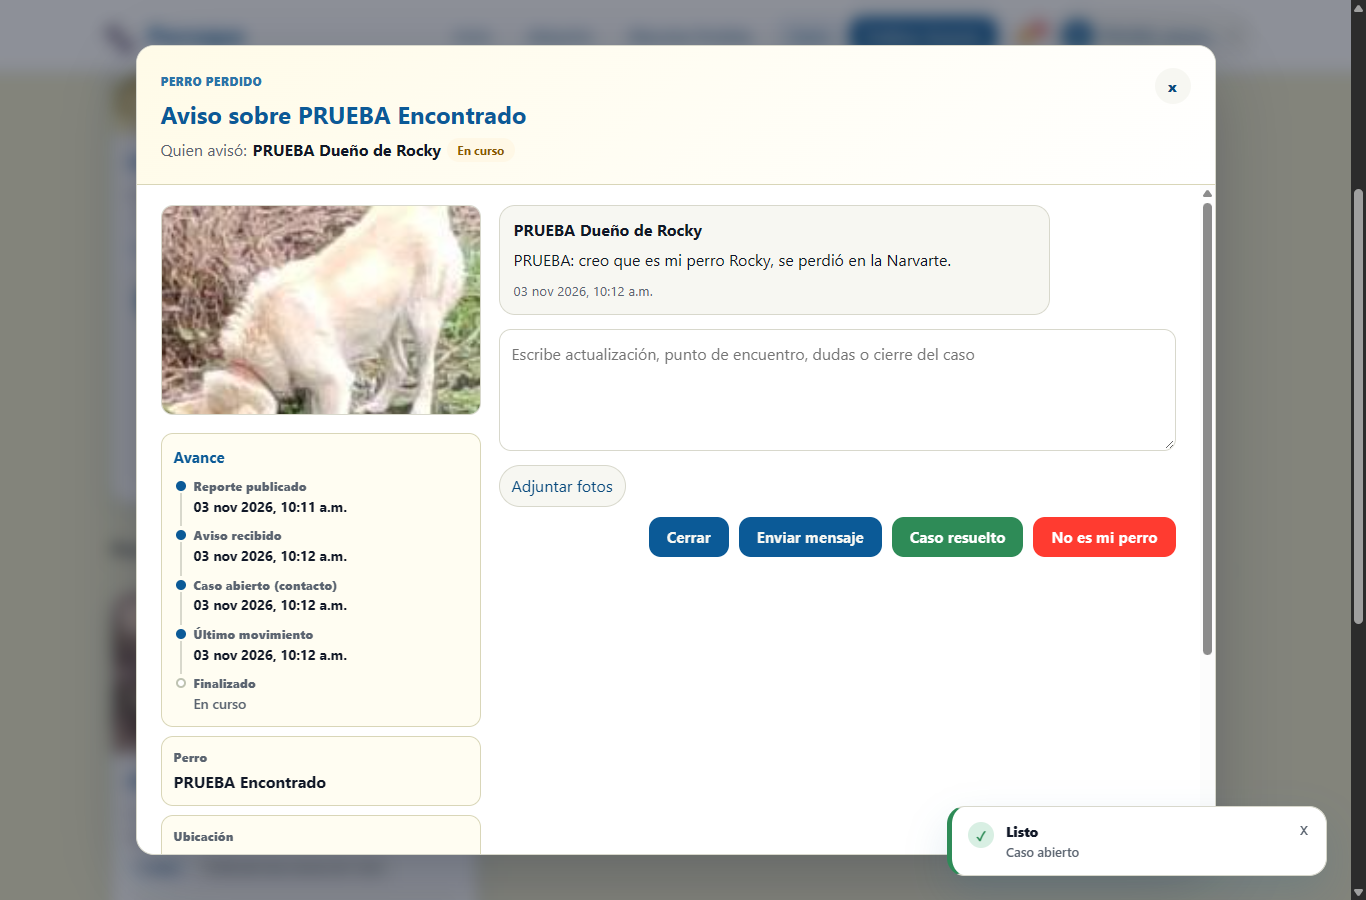 PERRO PERDIDO
Aviso sobre PRUEBA Encontrado
Quien avisó: PRUEBA Dueño de Rocky En curso
x
PRUEBA Dueño de Rocky
PRUEBA: creo que es mi perro Rocky, se perdió en la Narvarte.
03 nov 2026, 10:12 a.m.
Escribe actualización, punto de encuentro, dudas o cierre del caso
Adjuntar fotos
Cerrar
Enviar mensaje
Caso resuelto
No es mi perro
Avance
Reporte publicado
03 nov 2026, 10:11 a.m.
Aviso recibido
03 nov 2026, 10:12 a.m.
Caso abierto (contacto)
03 nov 2026, 10:12 a.m.
Último movimiento
03 nov 2026, 10:12 a.m.
Finalizado
En curso
Perro
PRUEBA Encontrado
Ubicación
Listo
X
Caso abierto